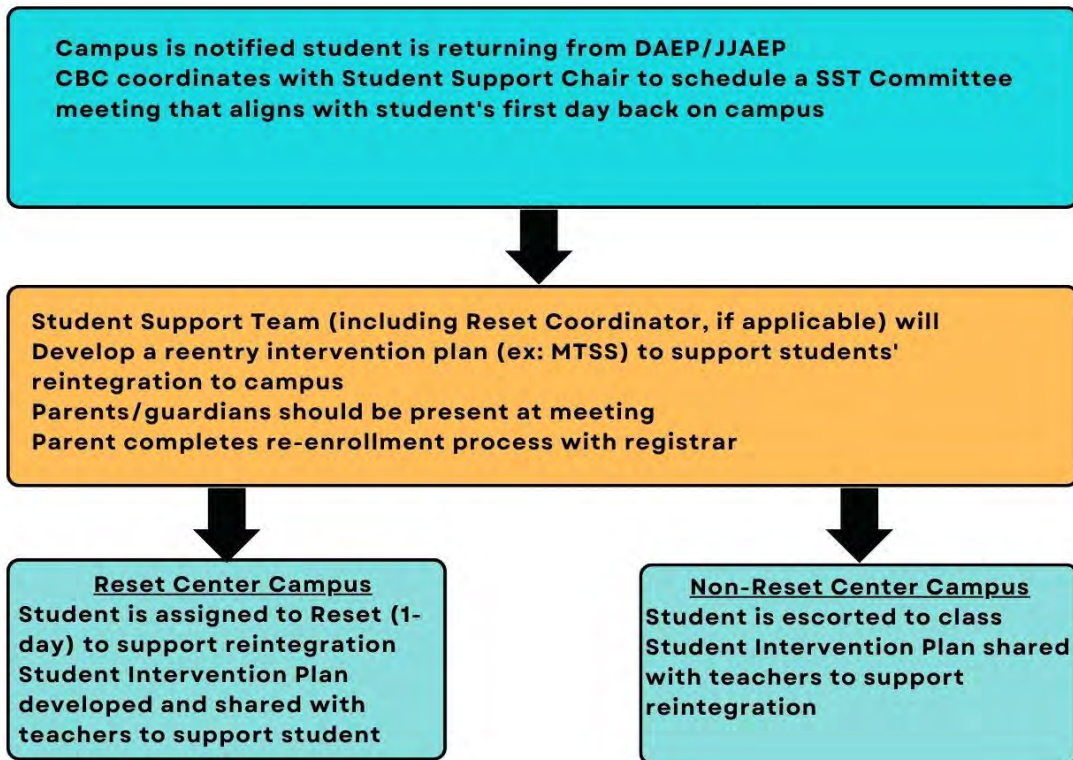 Campus is notified student is returning from DAEP/JJAEP
CBC coordinates with Student Support Chair to schedule a SST Committee
meeting that aligns with student's first day back on campus
Student Support Team (including Reset Coordinator, if applicable) will
Develop a reentry intervention plan (ex: MTSS) to support students'
reintegration to campus
Parents/guardians should be present at meeting
Parent completes re-enrollment process with registrar
Reset Center Campus
Student is assigned to Reset (1-
day) to support reintegration
Student Intervention Plan
developed and shared with
teachers to support student
Non-Reset Center Campus
Student is escorted to class
Student Intervention Plan shared
with teachers to support
reintegration